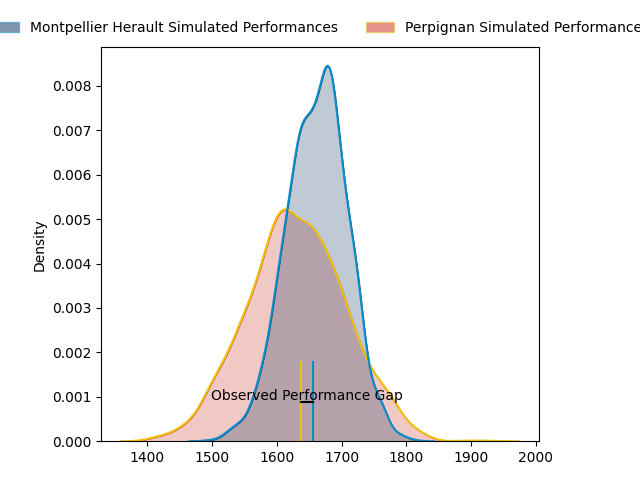 Montpellier Herault Simulated Performances
Perpignan Simulated Performance
0.008
0.007
0.006
0.005
0.004
0.003
0.002
0.001
0.000
Density
Observed Performance Gap
1400 1500 1600 1700 1800 1900 2000